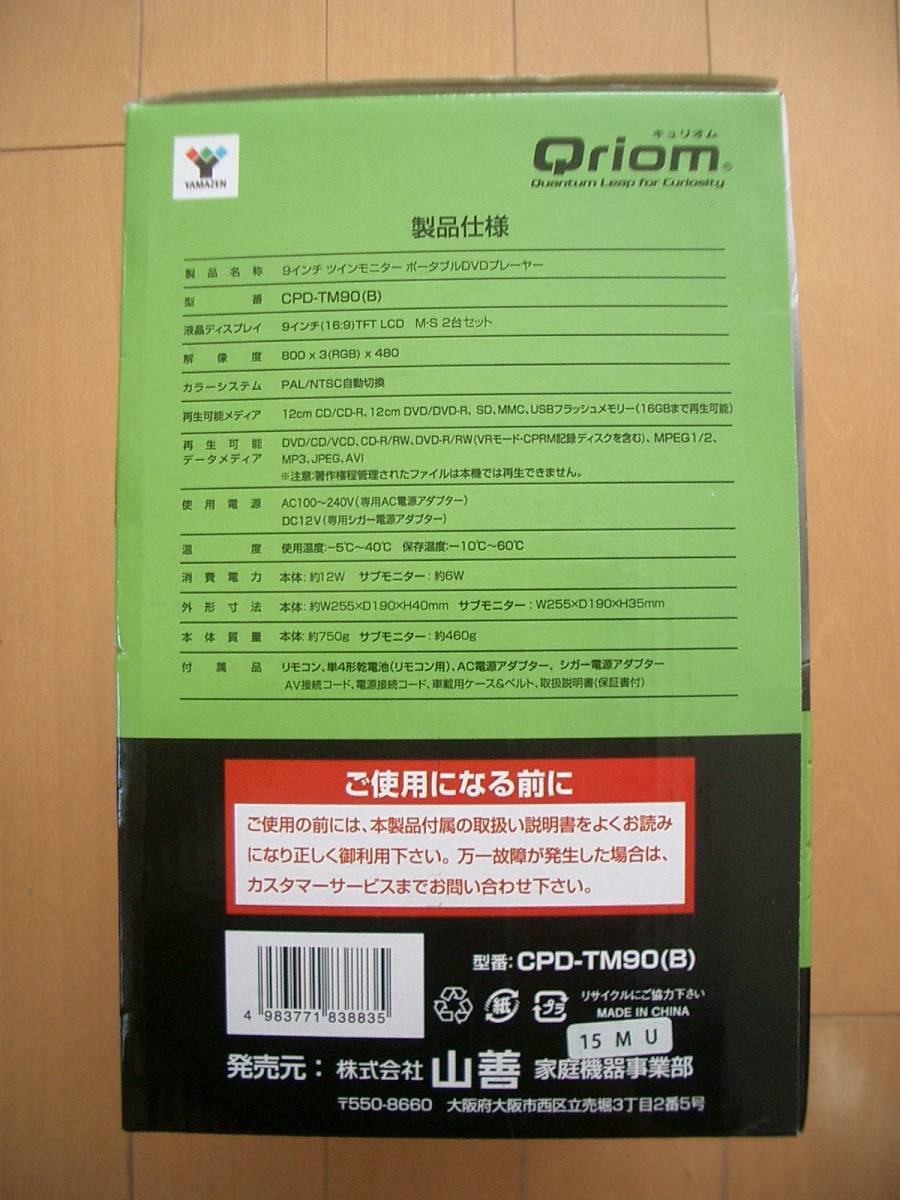 YAMAZEN
キュリオム
Qriom®
Quantum Leap for Curiosity
製品仕様
製品名称 9インチ ツインモニター ポータブルDVDプレーヤー
型番 CPD-TM90(B)
液晶ディスプレイ 9インチ(16:9)TFT LCD M・S 2台セット
解像度 800 x 3(RGB) x 480
カラーシステム PAL/NTSC自動切換
再生可能メディア 12cm CD/CD-R、12cm DVD/DVD-R、SD、MMC、USBフラッシュメモリー(16GBまで再生可能)
再生可能 DVD/CD/VCD、CD-R/RW、DVD-R/RW(VRモード・CPRM記録ディスクを含む)、MPEG1/2、
データメディア MP3、JPEG、AVI
※注意:著作権程管理されたファイルは本機では再生できません。
使用電源 AC100～240V(専用AC電源アダプター)
DC12V(専用シガー電源アダプター)
温度 使用温度:-5℃～40℃ 保存温度:-10℃～60℃
消費電力 本体:約12W サブモニター:約6W
外形寸法 本体:約W255×D190×H40mm サブモニター:W255×D190×H35mm
本体質量 本体:約750g サブモニター:約460g
付属品 リモコン、単4形乾電池(リモコン用)、AC電源アダプター、シガー電源アダプター
AV接続コード、電源接続コード、車載用ケース&ベルト、取扱説明書(保証書付)
ご使用になる前に
ご使用の前には、本製品付属の取扱い説明書をよくお読み
になり正しく御利用下さい。万一故障が発生した場合は、
カスタマーサービスまでお問い合わせ下さい。
4 983771 838835
型番:CPD-TM90(B)
紙 プラ リサイクルにご協力下さい
MADE IN CHINA
15 M U
発売元:株式会社 山善 家庭機器事業部
〒550-8660 大阪府大阪市西区立売堀3丁目2番5号